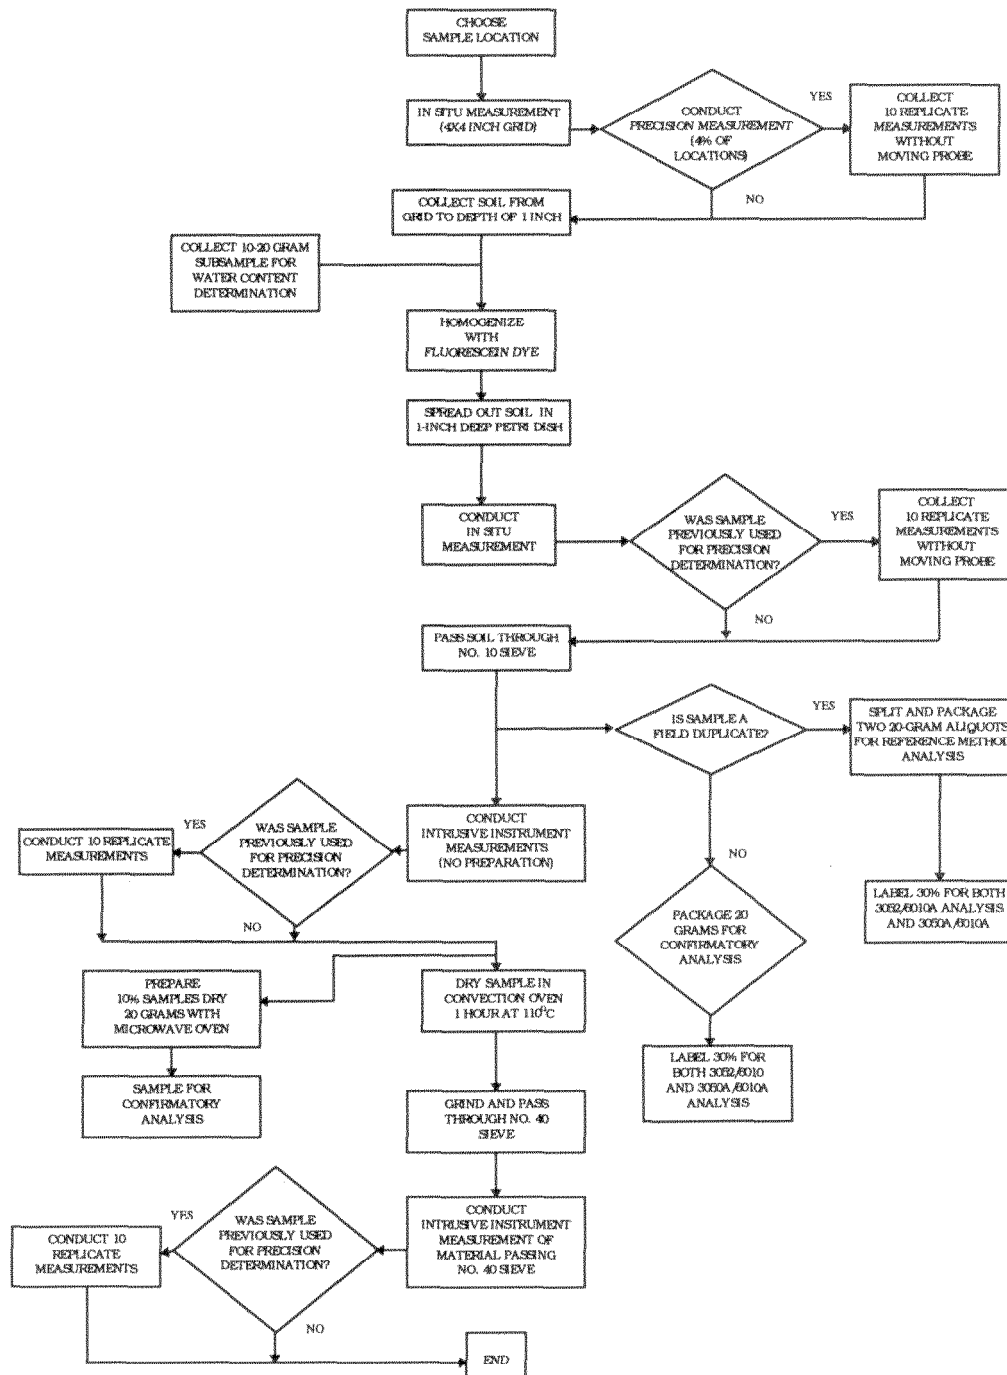 CHOOSE
SAMPLE LOCATION
IN SITU MEASUREMENT
(4X4 INCH GRID)
CONDUCT
PRECISION MEASUREMENT
(4% OF
LOCATIONS)
YES
COLLECT
10 REPLICATE
MEASUREMENTS
WITHOUT
MOVING PROBE
NO
COLLECT SOIL FROM
GRID TO DEPTH OF 1 INCH
COLLECT 10-20 GRAM
SUBSAMPLE FOR
WATER CONTENT
DETERMINATION
HOMOGENIZE
WITH
FLUORESCEIN DYE
SPREAD OUT SOIL IN
1-INCH DEEP PETRI DISH
CONDUCT
IN SITU
MEASUREMENT
WAS SAMPLE
PREVIOUSLY USED
FOR PRECISION
DETERMINATION?
YES
COLLECT
10 REPLICATE
MEASUREMENTS
WITHOUT
MOVING PROBE
NO
PASS SOIL THROUGH
NO. 10 SIEVE
IS SAMPLE A
FIELD DUPLICATE?
YES
SPLIT AND PACKAGE
TWO 20-GRAM ALIQUOTS
FOR REFERENCE METHOD
ANALYSIS
CONDUCT
INTRUSIVE INSTRUMENT
MEASUREMENTS
(NO PREPARATION)
WAS SAMPLE
PREVIOUSLY USED
FOR PRECISION
DETERMINATION?
YES
CONDUCT 10 REPLICATE
MEASUREMENTS
NO
NO
PACKAGE 20
GRAMS FOR
CONFIRMATORY
ANALYSIS
LABEL 30% FOR BOTH
3052/6010A ANALYSIS
AND 3050A/6010A
PREPARE
10% SAMPLES DRY
20 GRAMS WITH
MICROWAVE OVEN
DRY SAMPLE IN
CONVECTION OVEN
1 HOUR AT 110°C
SAMPLE FOR
CONFIRMATORY
ANALYSIS
LABEL 30% FOR
BOTH 3052/6010
AND 3050A/6010A
ANALYSIS
GRIND AND PASS
THROUGH NO. 40
SIEVE
CONDUCT
INTRUSIVE INSTRUMENT
MEASUREMENT OF
MATERIAL PASSING
NO. 40 SIEVE
WAS SAMPLE
PREVIOUSLY USED
FOR PRECISION
DETERMINATION?
YES
CONDUCT 10
REPLICATE
MEASUREMENTS
NO
END